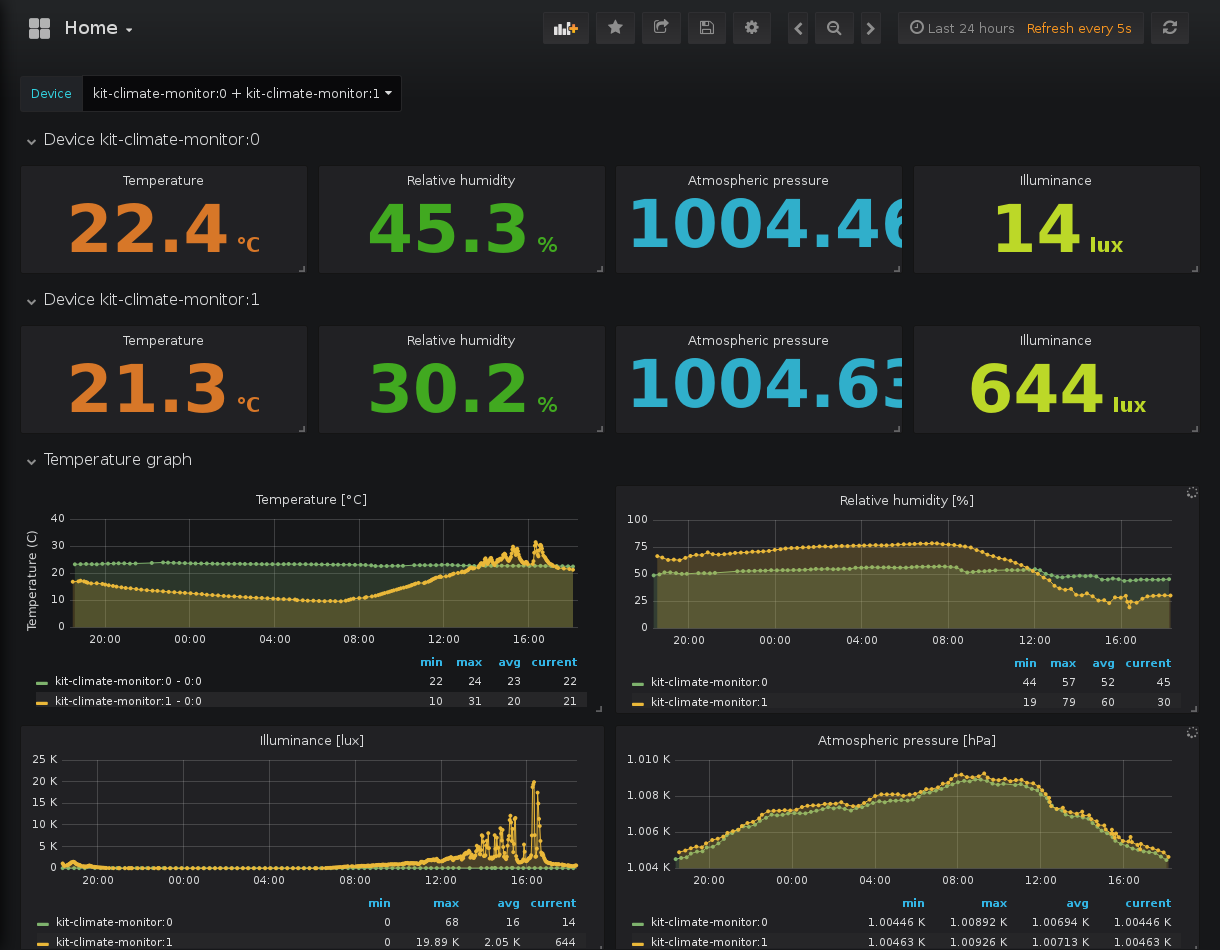 Home
Last 24 hours Refresh every 5s
Device kit-climate-monitor:0 + kit-climate-monitor:1
Device kit-climate-monitor:0
Temperature Relative humidity Atmospheric pressure Illuminance
22.4 °C 45.3 % 1004.46 14 lux
Device kit-climate-monitor:1
Temperature Relative humidity Atmospheric pressure Illuminance
21.3 °C 30.2 % 1004.63 644 lux
Temperature graph
Temperature [°C]
Temperature (C)
40
30
20
10
0
20:00 00:00 04:00 08:00 12:00 16:00
min max avg current
kit-climate-monitor:0 - 0:0 22 24 23 22
kit-climate-monitor:1 - 0:0 10 31 20 21
Relative humidity [%]
100
75
50
25
0
20:00 00:00 04:00 08:00 12:00 16:00
min max avg current
kit-climate-monitor:0 44 57 52 45
kit-climate-monitor:1 19 79 60 30
Illuminance [lux]
25 K
20 K
15 K
10 K
5 K
0
20:00 00:00 04:00 08:00 12:00 16:00
min max avg current
kit-climate-monitor:0 0 68 16 14
kit-climate-monitor:1 0 19.89 K 2.05 K 644
Atmospheric pressure [hPa]
1.010 K
1.008 K
1.006 K
1.004 K
20:00 00:00 04:00 08:00 12:00 16:00
min max avg current
kit-climate-monitor:0 1.00446 K 1.00892 K 1.00694 K 1.00446 K
kit-climate-monitor:1 1.00463 K 1.00926 K 1.00713 K 1.00463 K